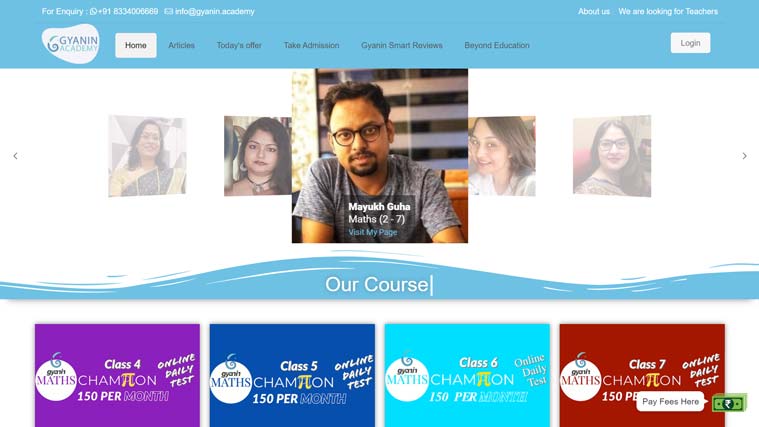 For Enquiry : +91 8334006669 info@gyanin.academy
About us We are looking for Teachers
GYANIN
ACADEMY
Home Articles Today's offer Take Admission Gyanin Smart Reviews Beyond Education
Login
Mayukh Guha
Maths (2 - 7)
Visit My Page
Our Course
gyanin
MATHS
Class 4
CHAMπON
150 PER MONTH
ONLINE
DAILY
TEST
gyanin
MATHS
Class 5
CHAMπON
150 PER MONTH
ONLINE
DAILY
TEST
gyanin
MATHS
Class 6
CHAMπON
150 PER MONTH
Online
Daily
Test
gyanin
MATHS
Class 7
CHAMπON
150 PER
ONLINE
DAILY
TEST
Pay Fees Here
₹